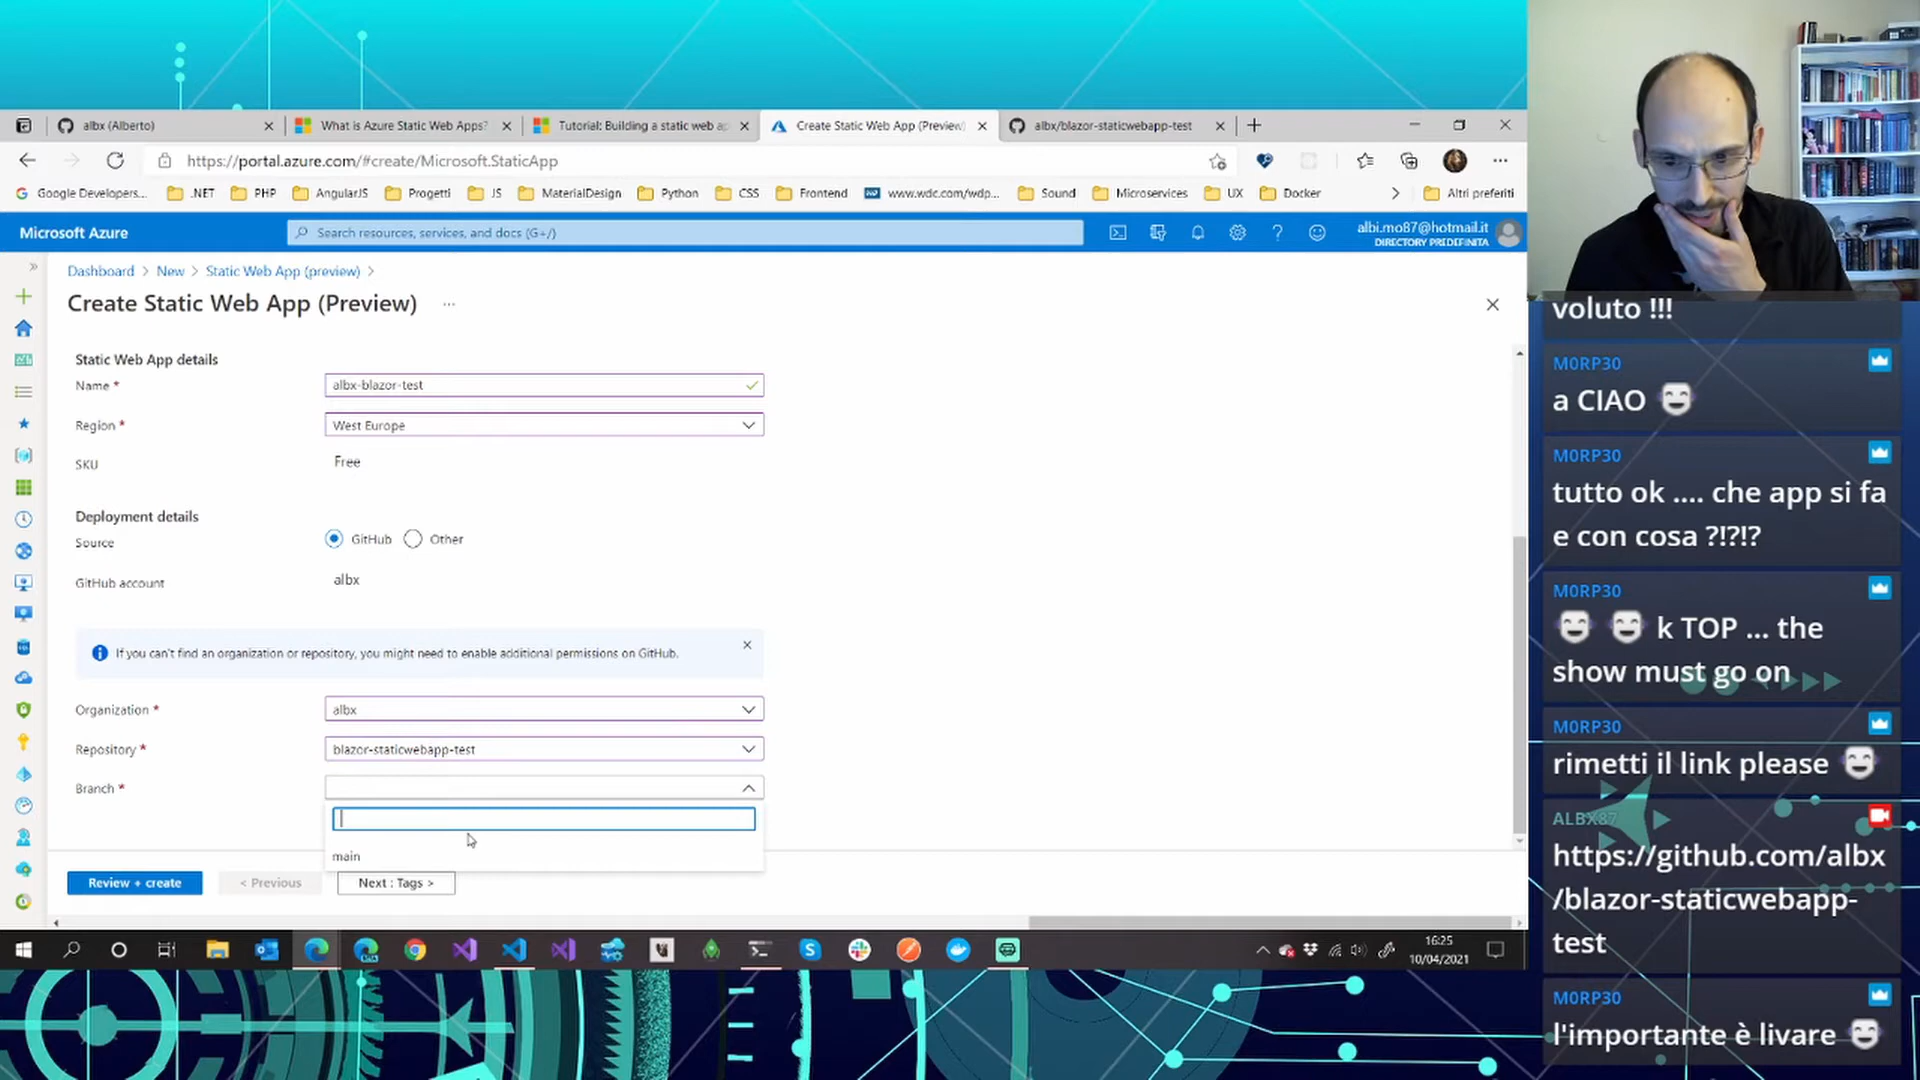 albx (Alberto)
What is Azure Static Web Apps?
Tutorial: Building a static web ap
Create Static Web App (Preview)
albx/blazor-staticwebapp-test
https://portal.azure.com/#create/Microsoft.StaticApp
Google Developers...
.NET
PHP
AngularJS
Progetti
JS
MaterialDesign
Python
CSS
Frontend
www.wdc.com/wdp...
Sound
Microservices
UX
Docker
Altri preferiti
Microsoft Azure
Search resources, services, and docs (G+/)
albi.mo87@hotmail.it
DIRECTORY PREDEFINITA
Dashboard > New > Static Web App (preview) >
Create Static Web App (Preview) ...
Static Web App details
Name *
albx-blazor-test
Region *
West Europe
SKU
Free
Deployment details
Source
GitHub
Other
GitHub account
albx
If you can't find an organization or repository, you might need to enable additional permissions on GitHub.
Organization *
albx
Repository *
blazor-staticwebapp-test
Branch *
main
Review + create
< Previous
Next : Tags >
16:25
10/04/2021
voluto !!!
M0RP30
a CIAO
M0RP30
tutto ok .... che app si fa
e con cosa ?!?!?
M0RP30
k TOP ... the
show must go on
M0RP30
rimetti il link please
ALBX87
https://github.com/albx
/blazor-staticwebapp-
test
M0RP30
l'importante è livare